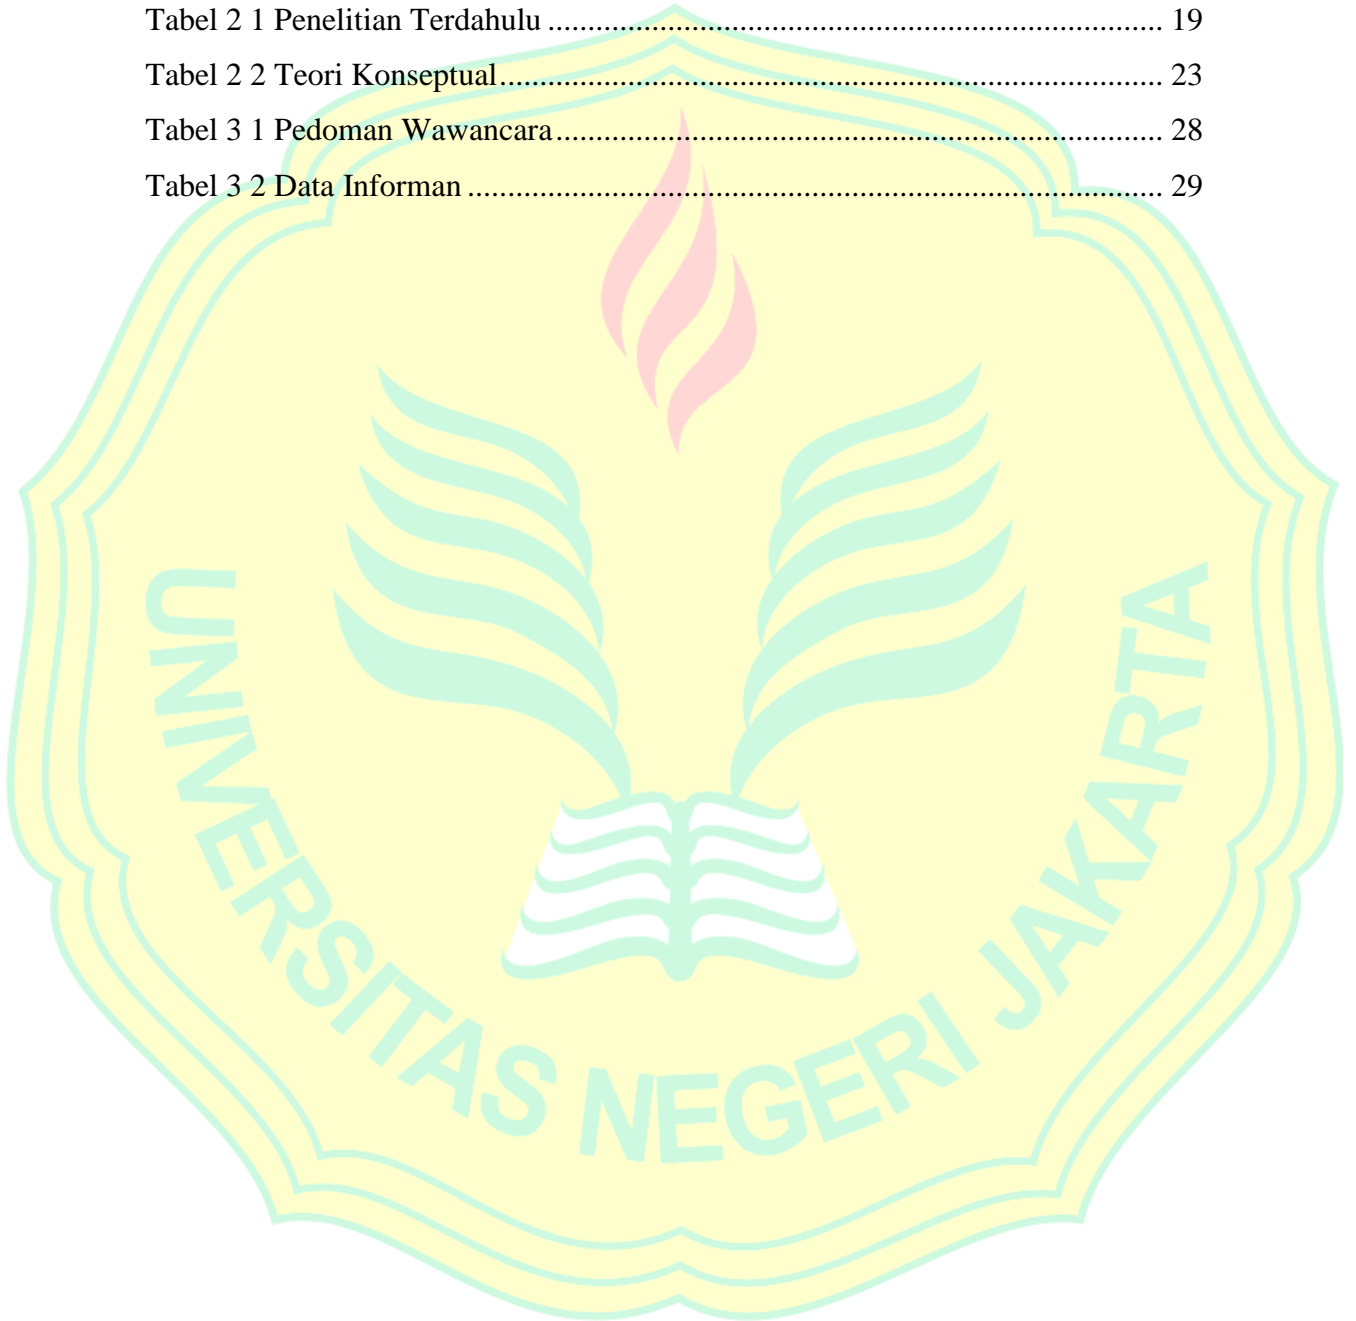 Tabel 2 1 Penelitian Terdahulu ............................................................................. 19
Tabel 2 2 Teori Konseptual................................................................................... 23
Tabel 3 1 Pedoman Wawancara............................................................................ 28
Tabel 3 2 Data Informan ....................................................................................... 29
UNIVERSITAS NEGERI JAKARTA